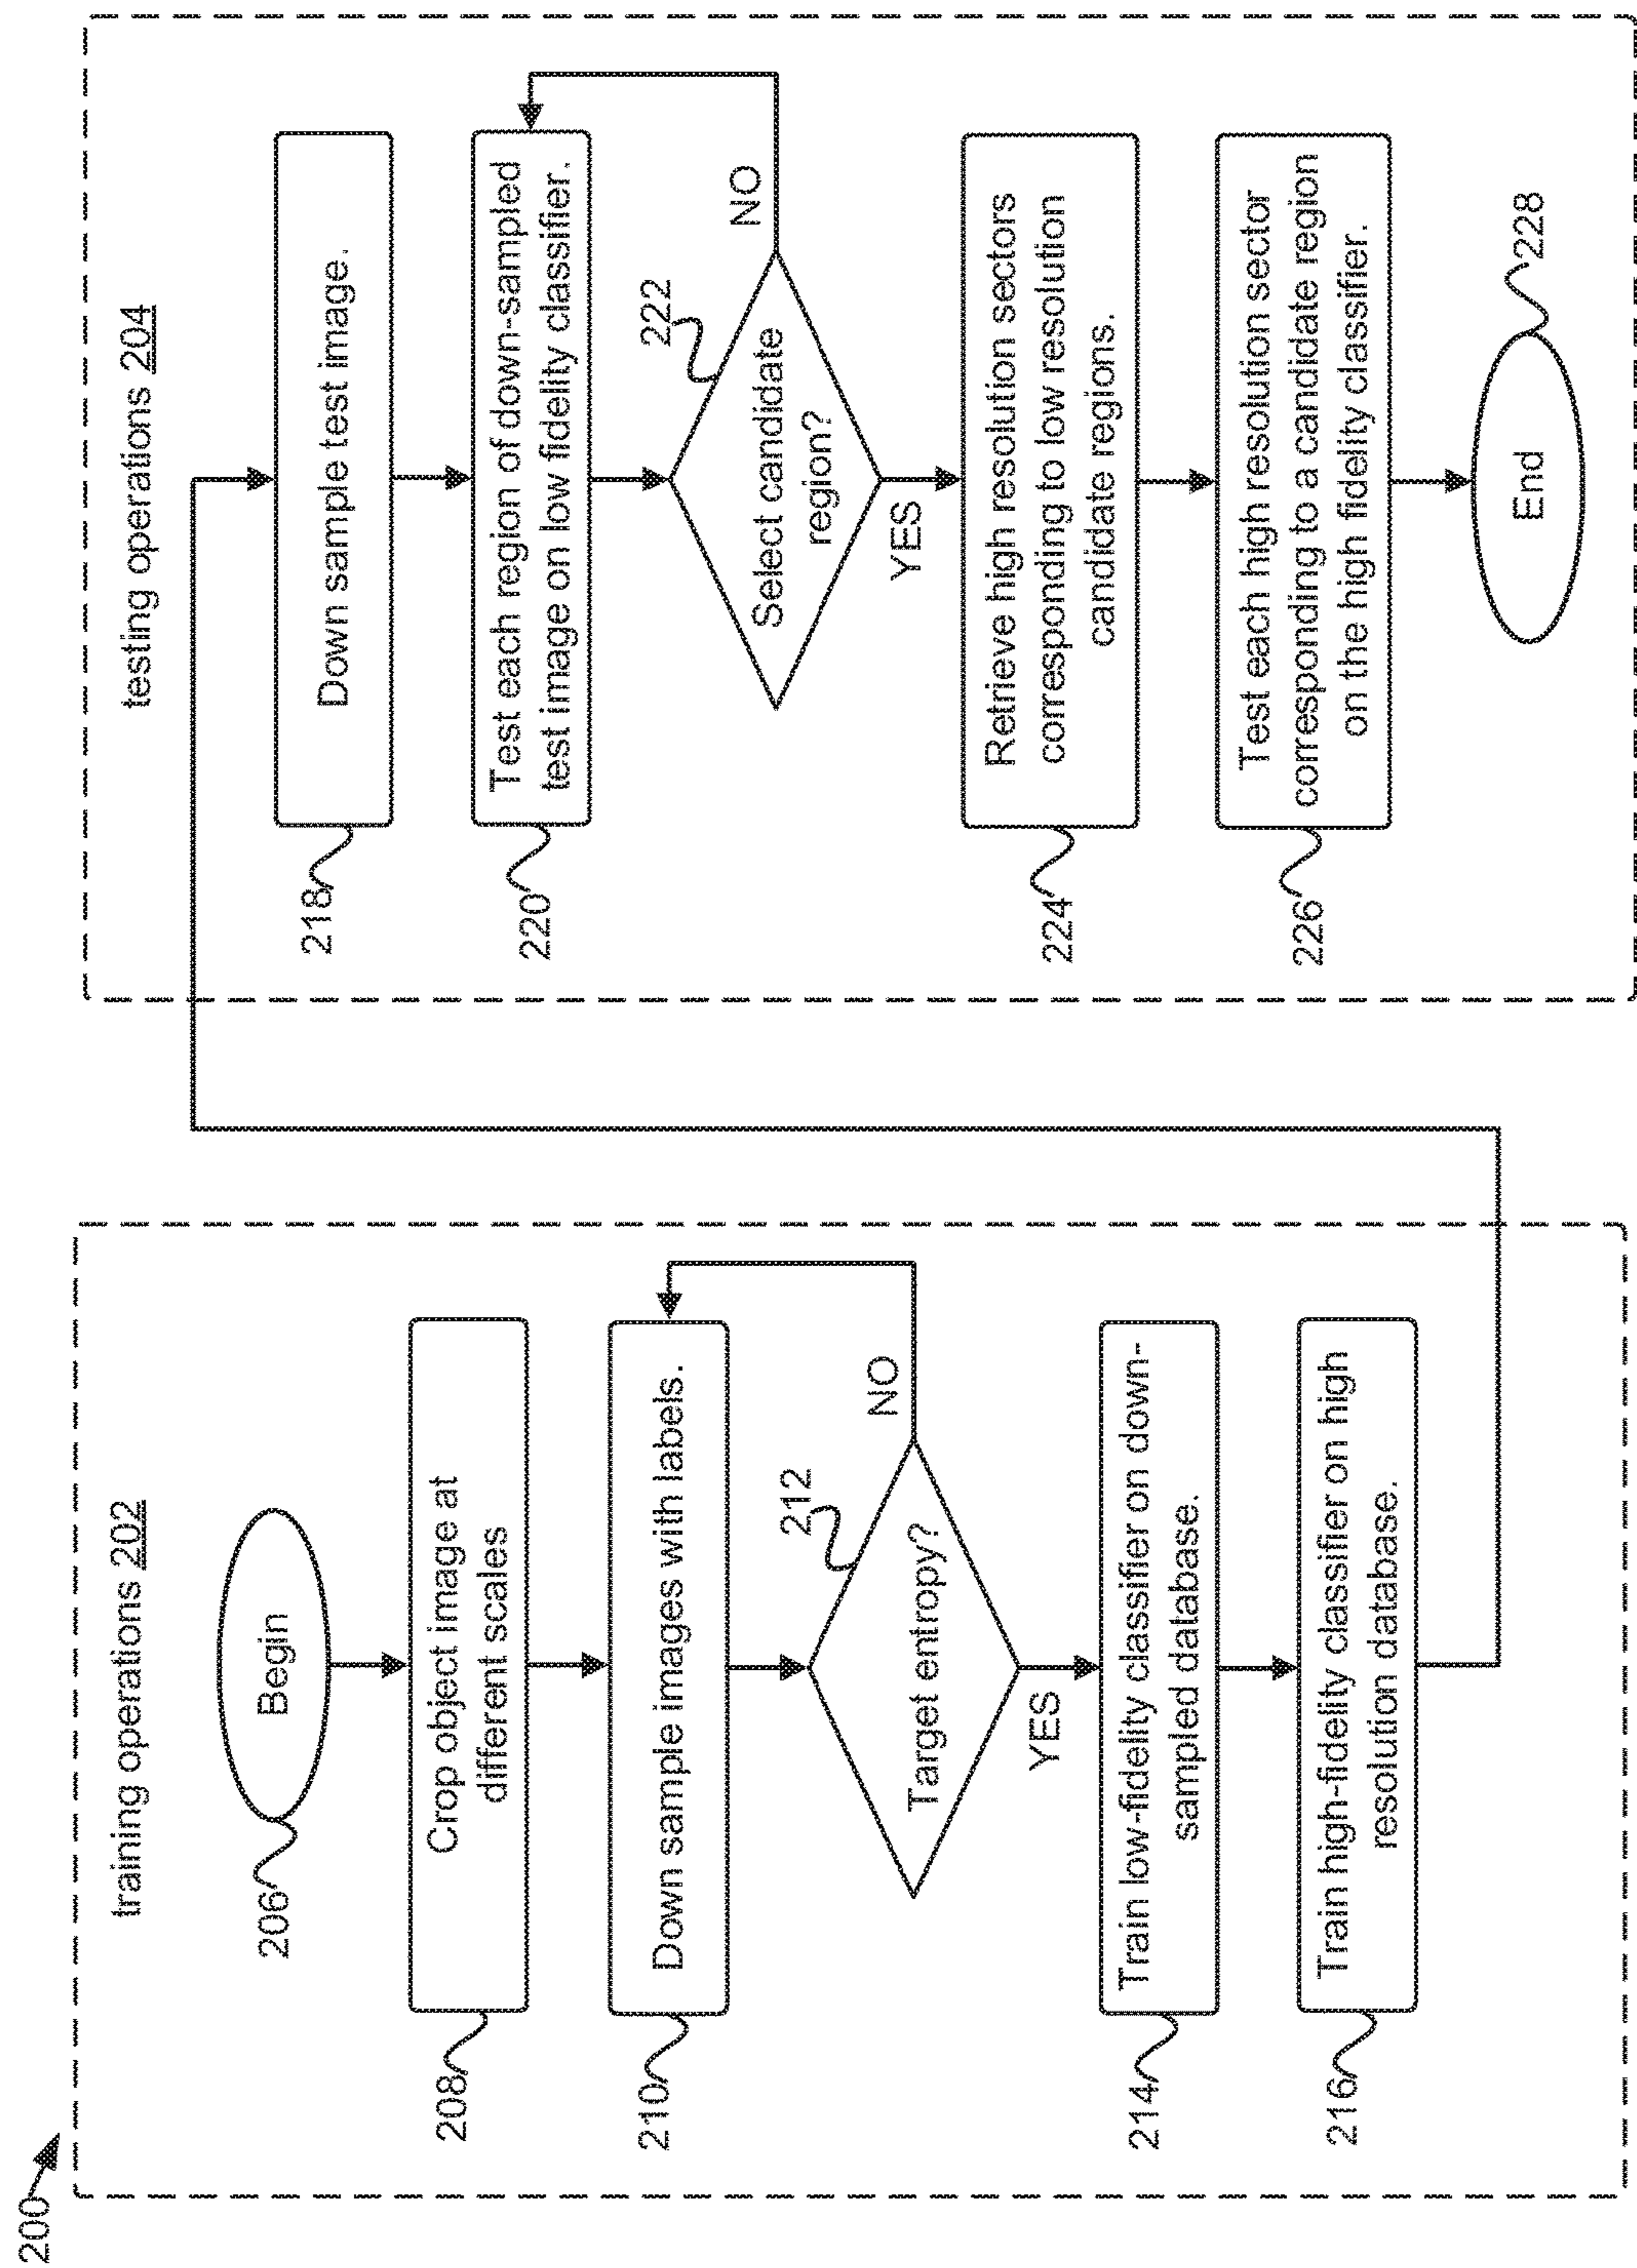 200
training operations 202
Begin
206
Crop object image at
different scales
208
Down sample images with labels.
210
Target entropy?
212
NO
YES
Train low-fidelity classifier on down-
sampled database.
214
Train high-fidelity classifier on high
resolution database.
216
testing operations 204
Down sample test image.
218
Test each region of down-sampled
test image on low fidelity classifier.
220
Select candidate
region?
222
NO
YES
Retrieve high resolution sectors
corresponding to low resolution
candidate regions.
224
Test each high resolution sector
corresponding to a candidate region
on the high fidelity classifier.
226
End
228